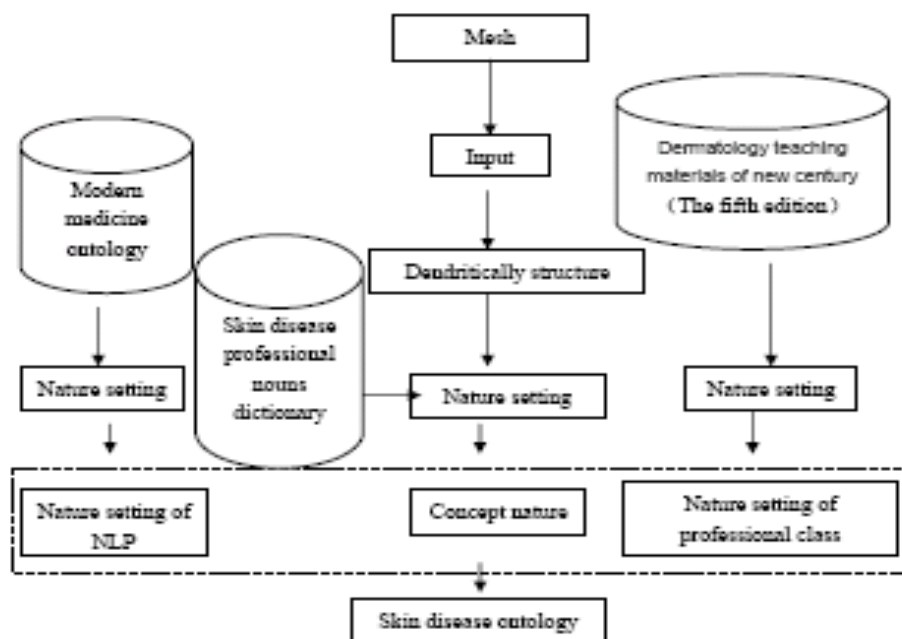 Mesh
Input
Dermatology teaching
materials of new century
（The fifth edition）
Modern
medicine
ontology
Dendritically structure
Skin disease
professional
nouns
dictionary
Nature setting
Nature setting
Nature setting
Nature setting of
NLP
Concept nature
Nature setting of
professional class
Skin disease ontology